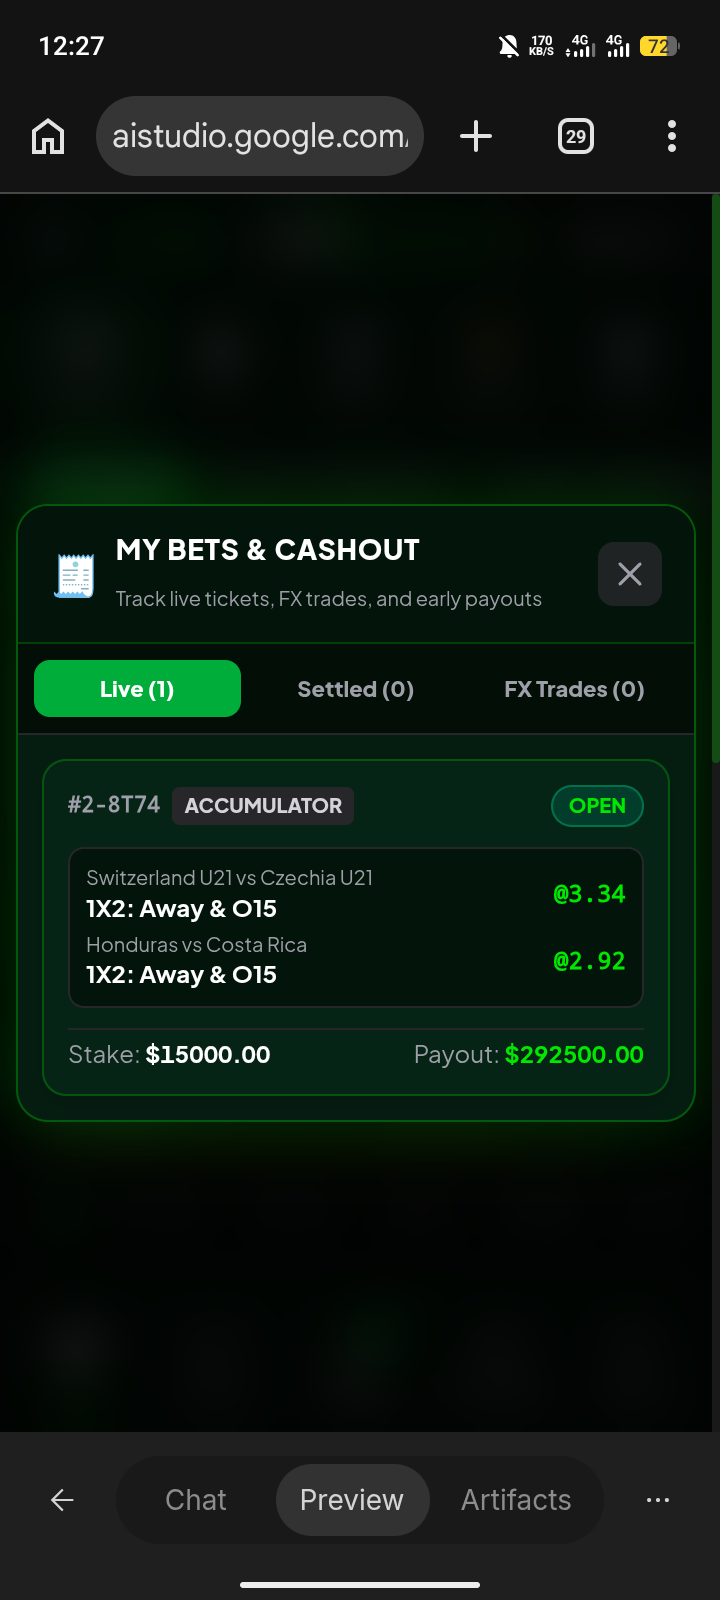 12:27
170
KB/S
4G
4G
72
aistudio.google.com/
29
MY BETS & CASHOUT
Track live tickets, FX trades, and early payouts
Live (1)
Settled (0)
FX Trades (0)
#2-8T74
ACCUMULATOR
OPEN
Switzerland U21 vs Czechia U21
1X2: Away & O15
@3.34
Honduras vs Costa Rica
1X2: Away & O15
@2.92
Stake: $15000.00
Payout: $292500.00
Chat
Preview
Artifacts